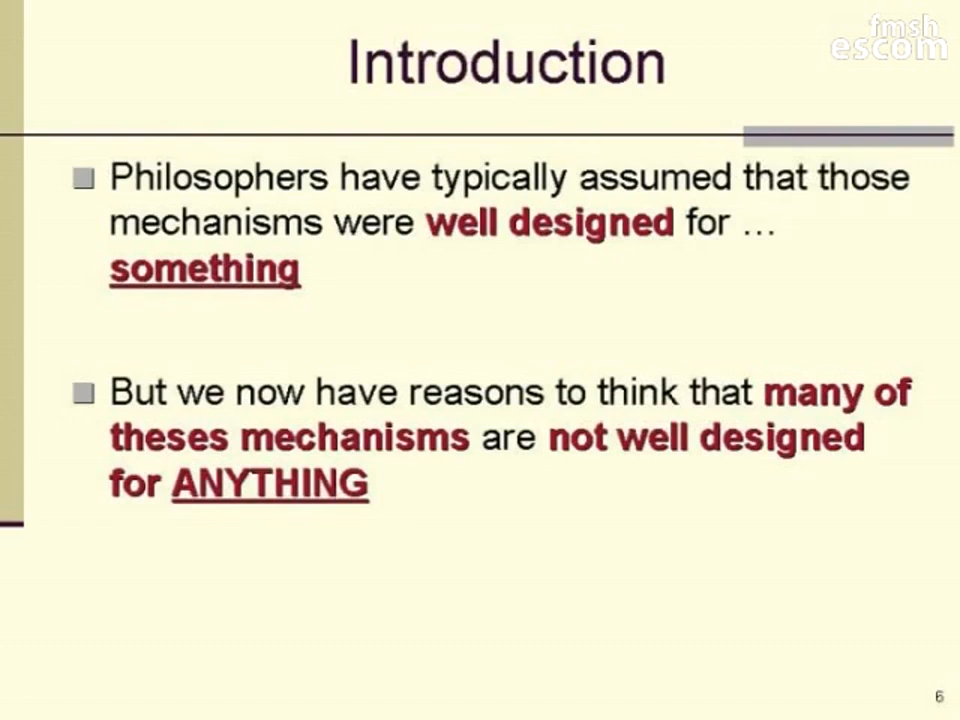 fmsh
escom
Introduction
Philosophers have typically assumed that those
mechanisms were well designed for ...
something
But we now have reasons to think that many of
theses mechanisms are not well designed
for ANYTHING
6